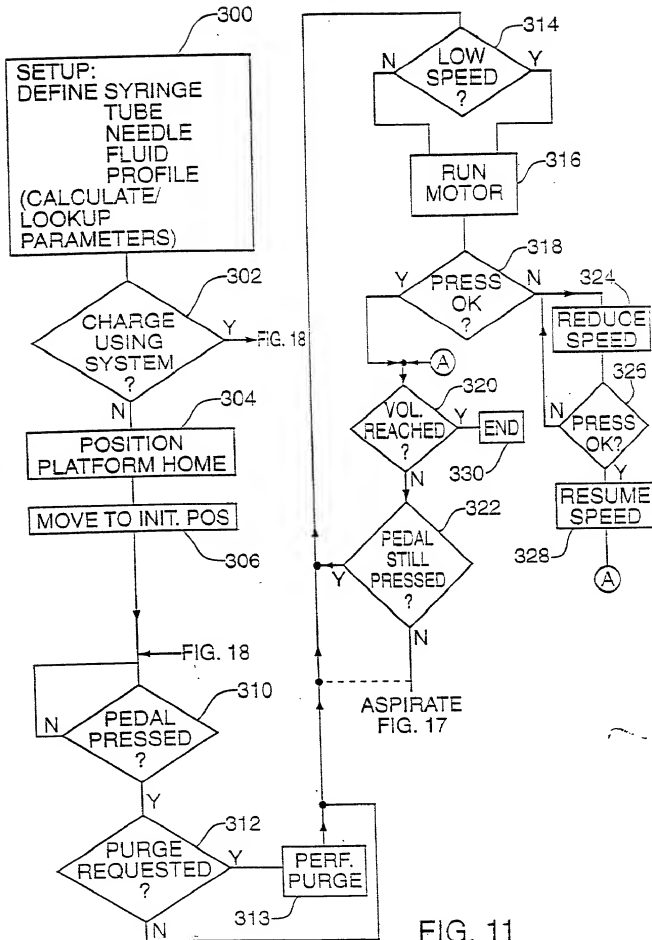 300
SETUP:
DEFINE SYRINGE
TUBE
NEEDLE
FLUID
PROFILE
(CALCULATE/
LOOKUP
PARAMETERS)
302
CHARGE
USING
SYSTEM
?
Y
FIG. 18
N
304
POSITION
PLATFORM HOME
MOVE TO INIT. POS
306
FIG. 18
310
PEDAL
PRESSED
?
N
Y
312
PURGE
REQUESTED
?
Y
N
PERF.
PURGE
313
314
LOW
SPEED
?
N
Y
RUN
MOTOR
316
318
PRESS
OK
?
Y
N
324
REDUCE
SPEED
326
PRESS
OK?
N
Y
RESUME
SPEED
328
A
A
320
VOL.
REACHED
?
Y
END
330
N
322
PEDAL
STILL
PRESSED
?
Y
N
ASPIRATE
FIG. 17
FIG. 11